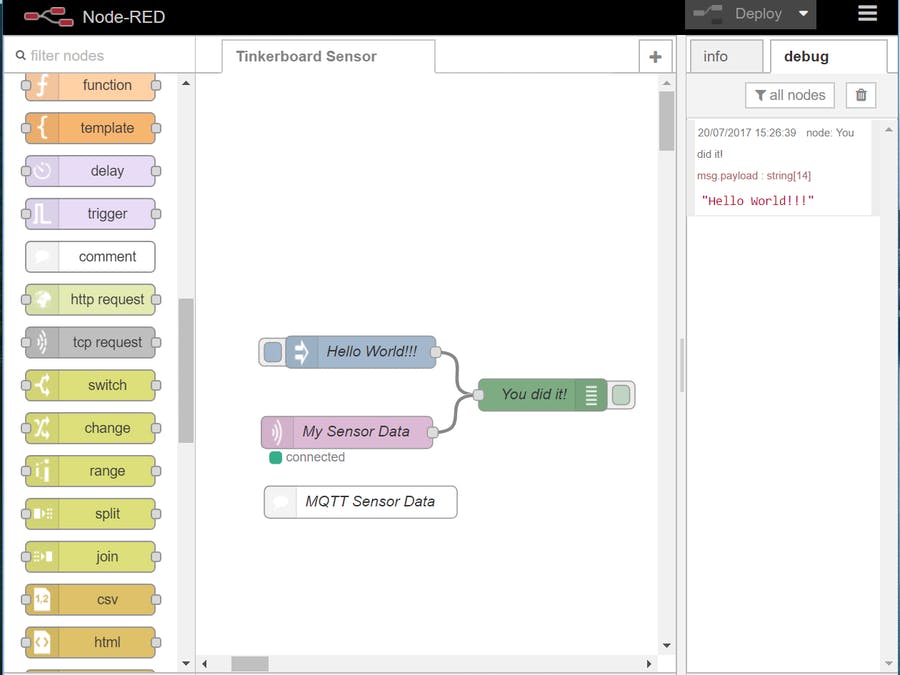 Node-RED
Deploy
filter nodes
Tinkerboard Sensor
+
info
debug
all nodes
function
template
delay
trigger
comment
http request
tcp request
switch
change
range
split
join
1,2
csv
html
Hello World!!!
You did it!
My Sensor Data
connected
MQTT Sensor Data
20/07/2017 15:26:39 node: You
did it!
msg.payload : string[14]
"Hello World!!!"